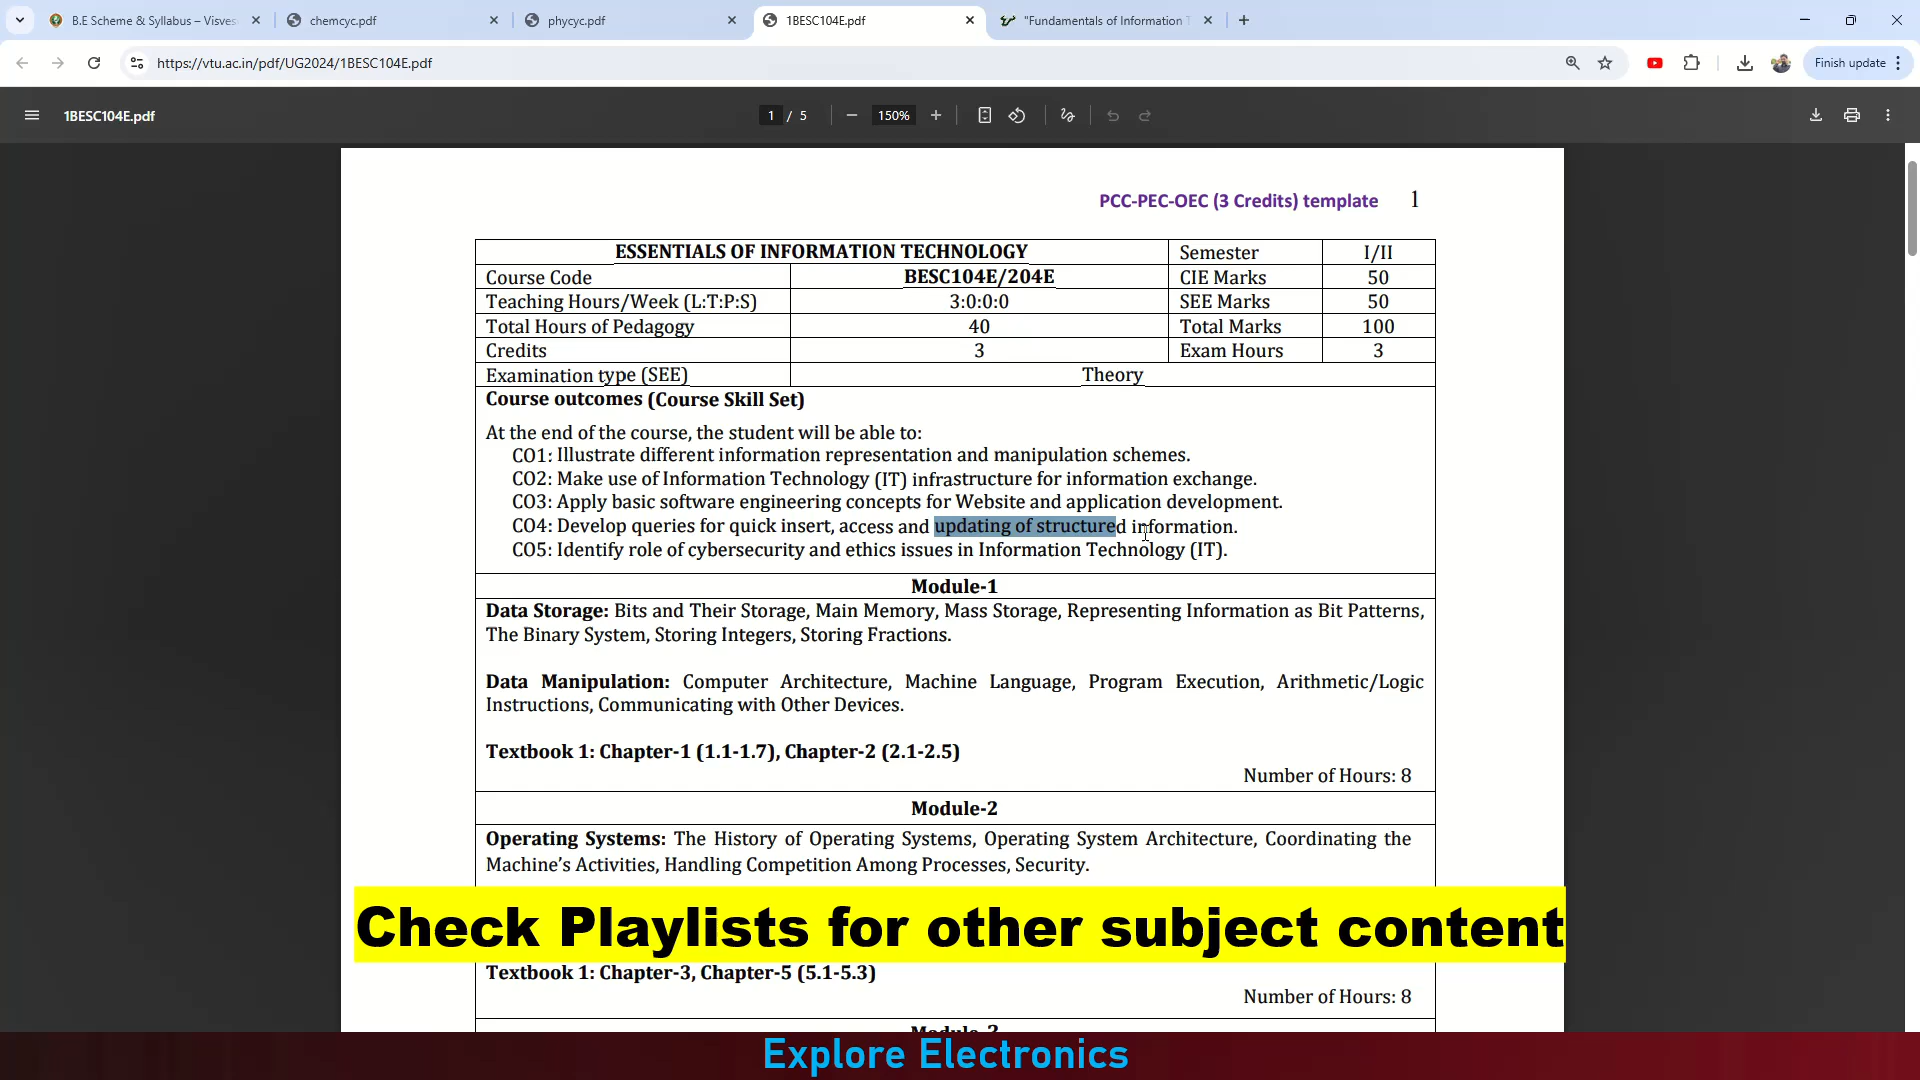 B.E Scheme & Syllabus – Visves
chemcyc.pdf
phycyc.pdf
1BESC104E.pdf
"Fundamentals of Information T
https://vtu.ac.in/pdf/UG2024/1BESC104E.pdf
Finish update
1BESC104E.pdf
1 / 5
150%
PCC-PEC-OEC (3 Credits) template 1
ESSENTIALS OF INFORMATION TECHNOLOGY Semester I/II
Course Code BESC104E/204E CIE Marks 50
Teaching Hours/Week (L:T:P:S) 3:0:0:0 SEE Marks 50
Total Hours of Pedagogy 40 Total Marks 100
Credits 3 Exam Hours 3
Examination type (SEE) Theory
Course outcomes (Course Skill Set)
At the end of the course, the student will be able to:
CO1: Illustrate different information representation and manipulation schemes.
CO2: Make use of Information Technology (IT) infrastructure for information exchange.
CO3: Apply basic software engineering concepts for Website and application development.
CO4: Develop queries for quick insert, access and updating of structured information.
CO5: Identify role of cybersecurity and ethics issues in Information Technology (IT).
Module-1
Data Storage: Bits and Their Storage, Main Memory, Mass Storage, Representing Information as Bit Patterns,
The Binary System, Storing Integers, Storing Fractions.
Data Manipulation: Computer Architecture, Machine Language, Program Execution, Arithmetic/Logic
Instructions, Communicating with Other Devices.
Textbook 1: Chapter-1 (1.1-1.7), Chapter-2 (2.1-2.5)
Number of Hours: 8
Module-2
Operating Systems: The History of Operating Systems, Operating System Architecture, Coordinating the
Machine's Activities, Handling Competition Among Processes, Security.
Check Playlists for other subject content
Textbook 1: Chapter-3, Chapter-5 (5.1-5.3)
Number of Hours: 8
Module-3
Explore Electronics